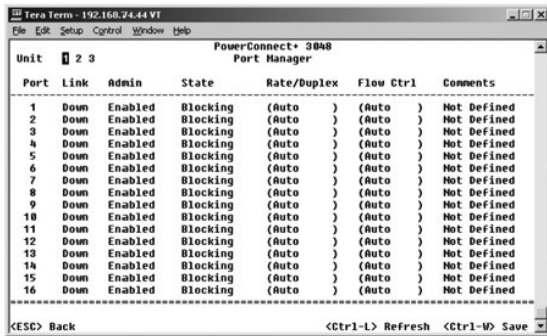 Tera Term - 192.168.74.44 VT
File Edit Setup Control Window Help
PowerConnect+ 3048
Unit 1 2 3 Port Manager
Port Link Admin State Rate/Duplex Flow Ctrl Comments
1 Down Enabled Blocking (Auto ) (Auto ) Not Defined
2 Down Enabled Blocking (Auto ) (Auto ) Not Defined
3 Down Enabled Blocking (Auto ) (Auto ) Not Defined
4 Down Enabled Blocking (Auto ) (Auto ) Not Defined
5 Down Enabled Blocking (Auto ) (Auto ) Not Defined
6 Down Enabled Blocking (Auto ) (Auto ) Not Defined
7 Down Enabled Blocking (Auto ) (Auto ) Not Defined
8 Down Enabled Blocking (Auto ) (Auto ) Not Defined
9 Down Enabled Blocking (Auto ) (Auto ) Not Defined
10 Down Enabled Blocking (Auto ) (Auto ) Not Defined
11 Down Enabled Blocking (Auto ) (Auto ) Not Defined
12 Down Enabled Blocking (Auto ) (Auto ) Not Defined
13 Down Enabled Blocking (Auto ) (Auto ) Not Defined
14 Down Enabled Blocking (Auto ) (Auto ) Not Defined
15 Down Enabled Blocking (Auto ) (Auto ) Not Defined
16 Down Enabled Blocking (Auto ) (Auto ) Not Defined
<ESC> Back <Ctrl-L> Refresh <Ctrl-W> Save